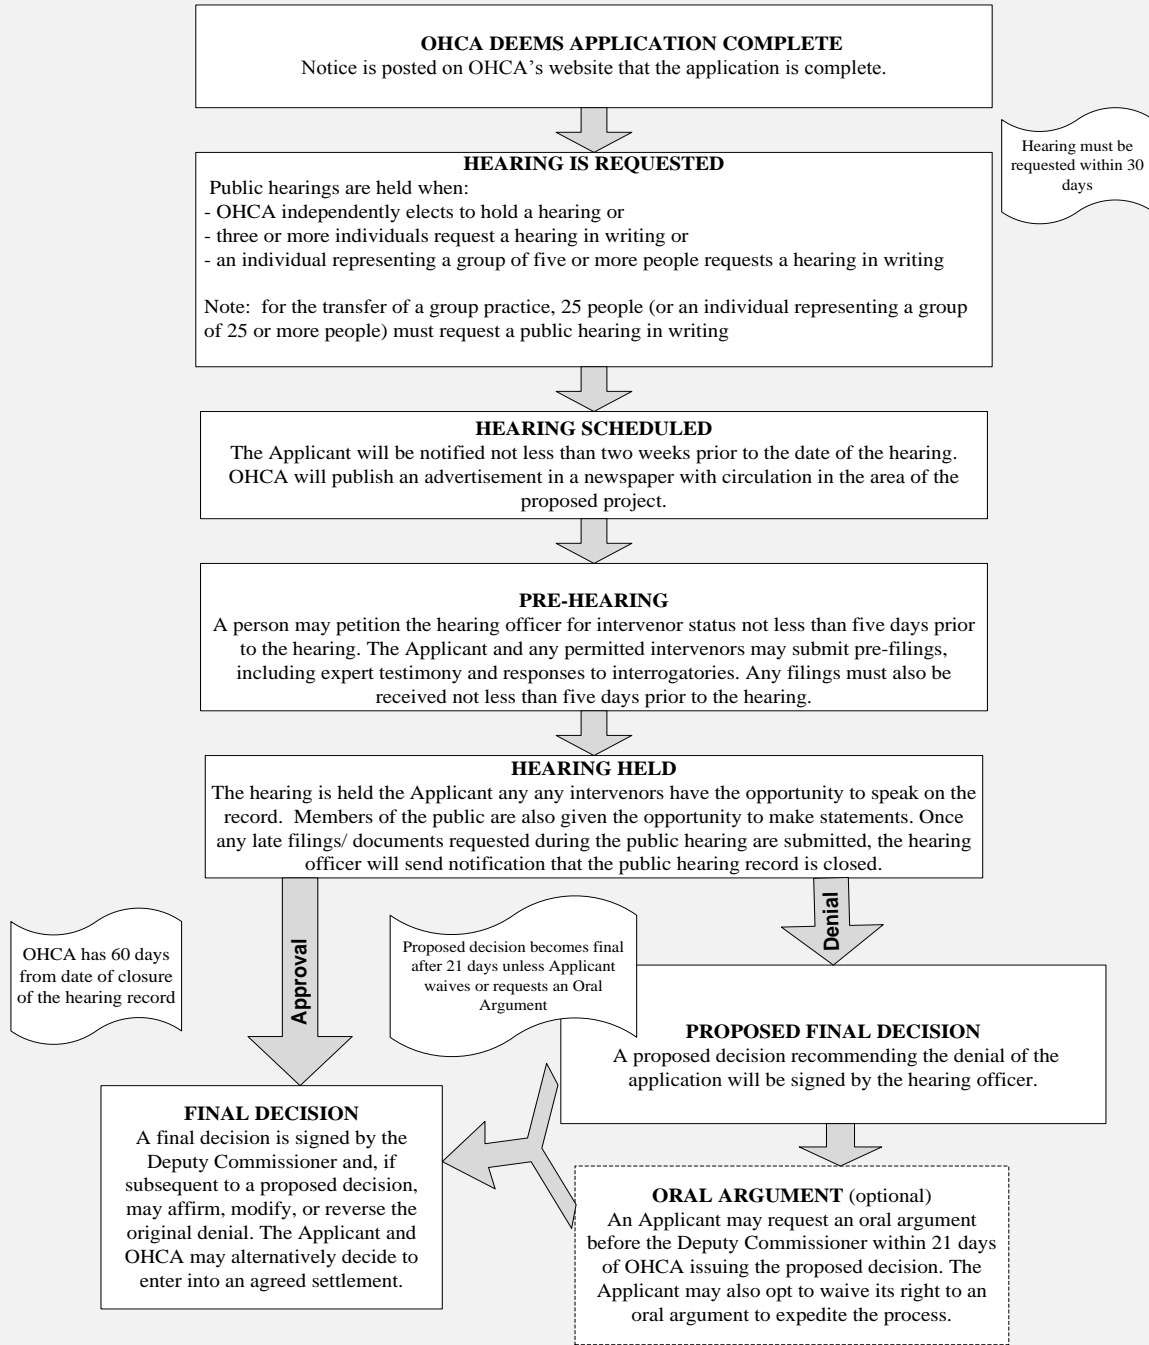 OHCA DEEMS APPLICATION COMPLETE
Notice is posted on OHCA's website that the application is complete.
Hearing must be
requested within 30
days
HEARING IS REQUESTED
Public hearings are held when:
- OHCA independently elects to hold a hearing or
- three or more individuals request a hearing in writing or
- an individual representing a group of five or more people requests a hearing in writing
Note: for the transfer of a group practice, 25 people (or an individual representing a group
of 25 or more people) must request a public hearing in writing
HEARING SCHEDULED
The Applicant will be notified not less than two weeks prior to the date of the hearing.
OHCA will publish an advertisement in a newspaper with circulation in the area of the
proposed project.
PRE-HEARING
A person may petition the hearing officer for intervenor status not less than five days prior
to the hearing. The Applicant and any permitted intervenors may submit pre-filings,
including expert testimony and responses to interrogatories. Any filings must also be
received not less than five days prior to the hearing.
HEARING HELD
The hearing is held the Applicant any any intervenors have the opportunity to speak on the
record. Members of the public are also given the opportunity to make statements. Once
any late filings/ documents requested during the public hearing are submitted, the hearing
officer will send notification that the public hearing record is closed.
OHCA has 60 days
from date of closure
of the hearing record
Approval
Proposed decision becomes final
after 21 days unless Applicant
waives or requests an Oral
Argument
Denial
PROPOSED FINAL DECISION
A proposed decision recommending the denial of the
application will be signed by the hearing officer.
FINAL DECISION
A final decision is signed by the
Deputy Commissioner and, if
subsequent to a proposed decision,
may affirm, modify, or reverse the
original denial. The Applicant and
OHCA may alternatively decide to
enter into an agreed settlement.
ORAL ARGUMENT (optional)
An Applicant may request an oral argument
before the Deputy Commissioner within 21 days
of OHCA issuing the proposed decision. The
Applicant may also opt to waive its right to an
oral argument to expedite the process.